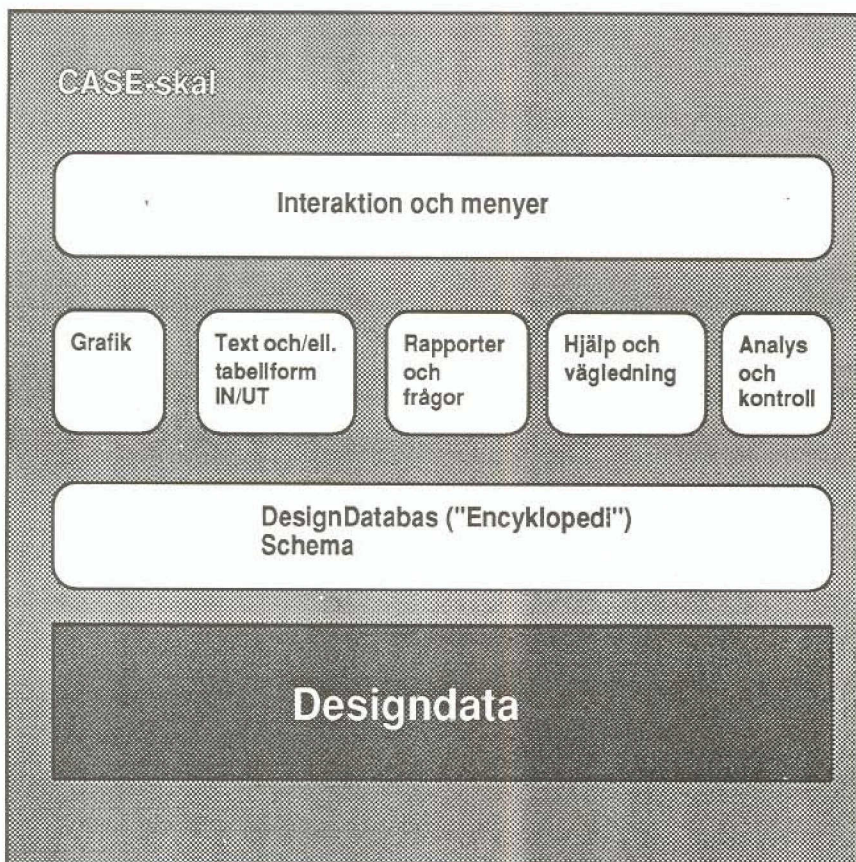 CASE-skal
Interaktion och menyer
Grafik
Text och/ell.
tabellform
IN/UT
Rapporter
och
frågor
Hjälp och
vägledning
Analys
och
kontroll
DesignDatabas ("Encyklopedi")
Schema
Designdata